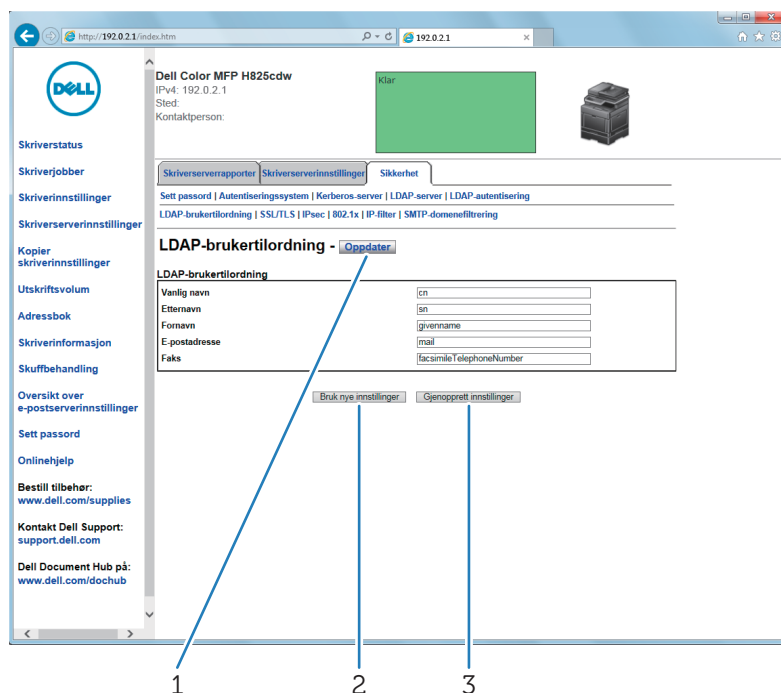 http://192.0.2.1/index.htm
192.0.2.1
DELL
Dell Color MFP H825cdw
IPv4: 192.0.2.1
Sted:
Kontaktperson:
Klar
Skriverstatus
Skriverjobber
Skriverinnstillinger
Skriverserverinnstillinger
Kopier
skriverinnstillinger
Utskriftsvolum
Adressbok
Skriverinformasjon
Skuffbehandling
Oversikt over
e-postserverinnstillinger
Sett passord
Onlinehjelp
Bestill tilbehør:
www.dell.com/supplies
Kontakt Dell Support:
support.dell.com
Dell Document Hub på:
www.dell.com/dochub
Skriverserverrapporter Skriverserverinnstillinger Sikkerhet
Sett passord | Autentiseringssystem | Kerberos-server | LDAP-server | LDAP-autentisering
LDAP-brukertilordning | SSL/TLS | IPsec | 802.1x | IP-filter | SMTP-domenefiltrering
LDAP-brukertilordning - Oppdater
LDAP-brukertilordning
Vanlig navn cn
Etternavn sn
Fornavn givenname
E-postadresse mail
Faks facsimileTelephoneNumber
Bruk nye innstillinger Gjenopprett innstillinger
1 2 3